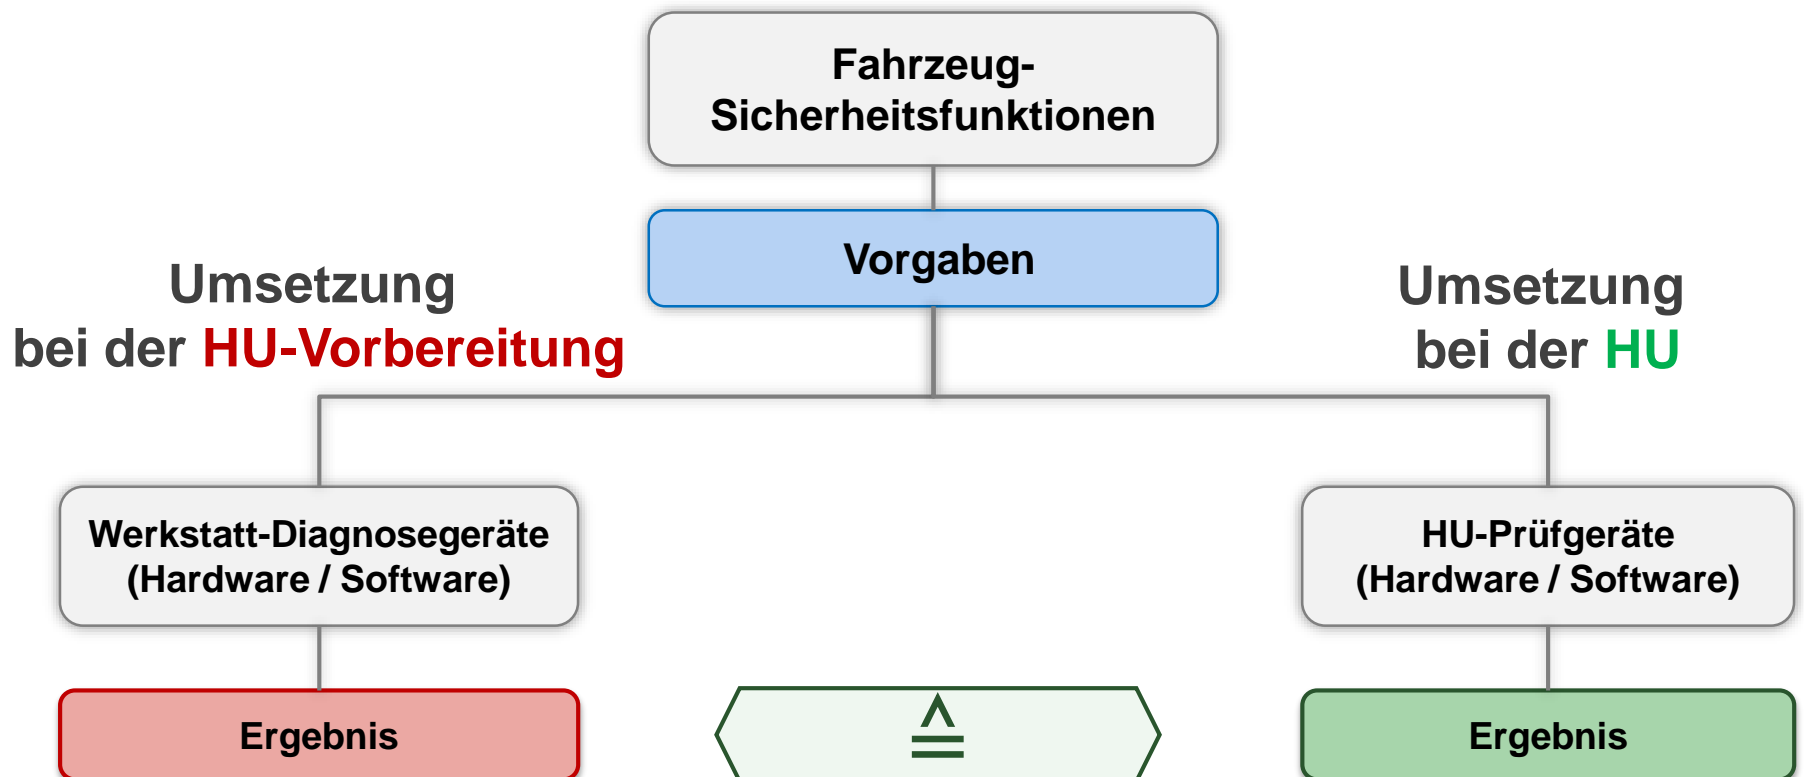 Fahrzeug-
Sicherheitsfunktionen
Vorgaben
Umsetzung
bei der HU-Vorbereitung
Umsetzung
bei der HU
Werkstatt-Diagnosegeräte
(Hardware / Software)
HU-Prüfgeräte
(Hardware / Software)
Ergebnis
≙
Ergebnis